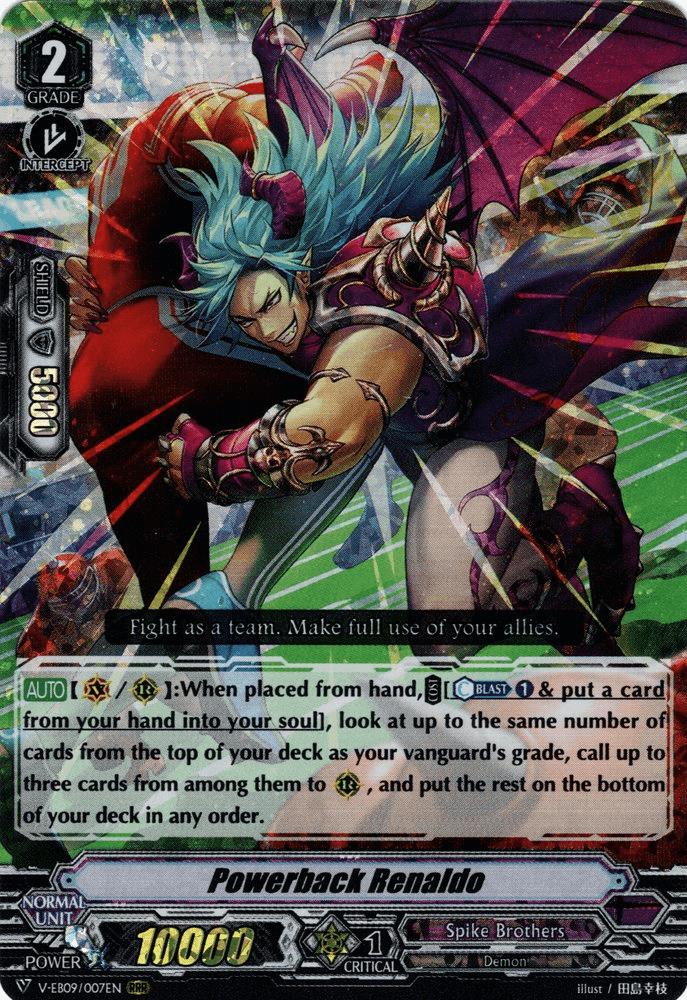 2
GRADE
INTERCEPT
SHIELD
5000
Fight as a team. Make full use of your allies.
AUTO【V/R】:When placed from hand, COST[C BLAST 1 & put a card
from your hand into your soul], look at up to the same number of
cards from the top of your deck as your vanguard's grade, call up to
three cards from among them to R, and put the rest on the bottom
of your deck in any order.
Powerback Renaldo
NORMAL
UNIT
POWER
10000
1
CRITICAL
Spike Brothers
Demon
V-EB09/007EN RRR
illust / 田島幸枝